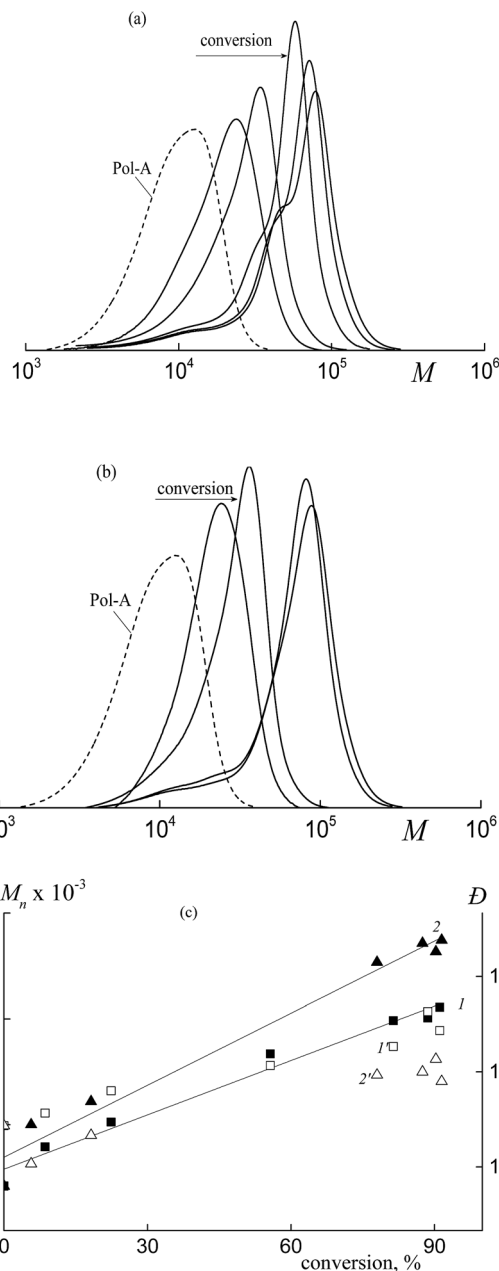 (a)
conversion
Pol-A
10³ 10⁴ 10⁵ 10⁶
M
(b)
conversion
Pol-A
0³ 10⁴ 10⁵ 10⁶
M
Mₙ x 10⁻³ Đ
(c)
2
1
1
1'
2'
1
1
0 30 60 90
conversion, %